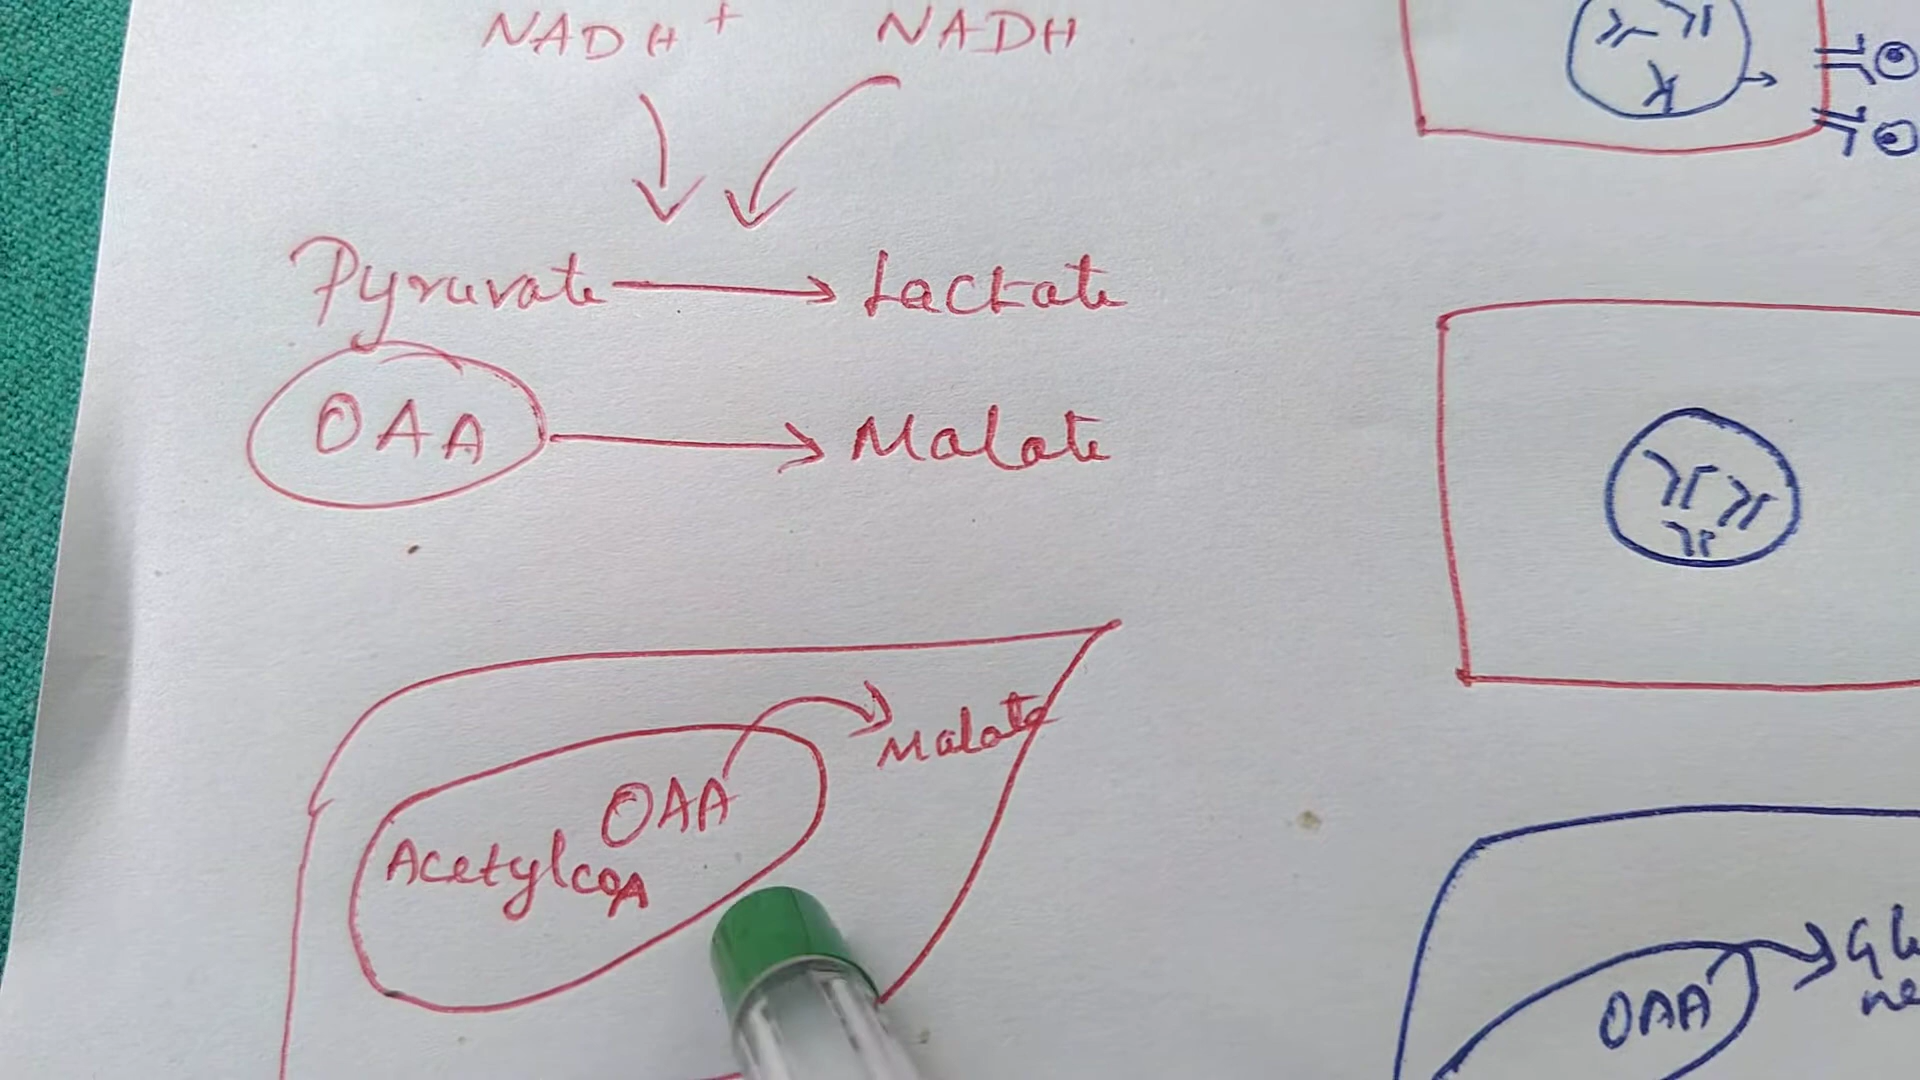 NADH + NADH
Pyruvate → Lactate
OAA → Malate
Malate
OAA
AcetylcoA
OAA